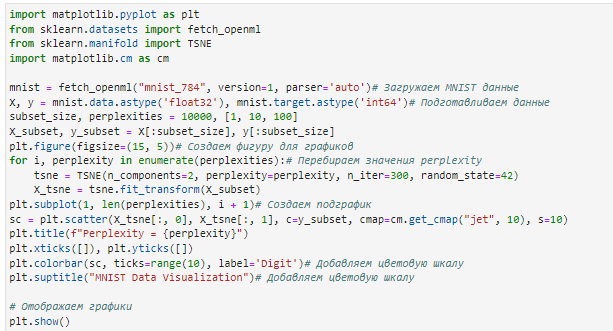 import matplotlib.pyplot as plt
from sklearn.datasets import fetch_openml
from sklearn.manifold import TSNE
import matplotlib.cm as cm

mnist = fetch_openml("mnist_784", version=1, parser='auto')# Загружаем MNIST данные
X, y = mnist.data.astype('float32'), mnist.target.astype('int64')# Подготавливаем данные
subset_size, perplexities = 10000, [1, 10, 100]
X_subset, y_subset = X[:subset_size], y[:subset_size]
plt.figure(figsize=(15, 5))# Создаем фигуру для графиков
for i, perplexity in enumerate(perplexities):# Перебираем значения perplexity
    tsne = TSNE(n_components=2, perplexity=perplexity, n_iter=300, random_state=42)
    X_tsne = tsne.fit_transform(X_subset)
plt.subplot(1, len(perplexities), i + 1)# Создаем подграфик
sc = plt.scatter(X_tsne[:, 0], X_tsne[:, 1], c=y_subset, cmap=cm.get_cmap("jet", 10), s=10)
plt.title(f"Perplexity = {perplexity}")
plt.xticks([]), plt.yticks([])
plt.colorbar(sc, ticks=range(10), label='Digit')# Добавляем цветовую шкалу
plt.suptitle("MNIST Data Visualization")# Добавляем цветовую шкалу

# Отображаем графики
plt.show()